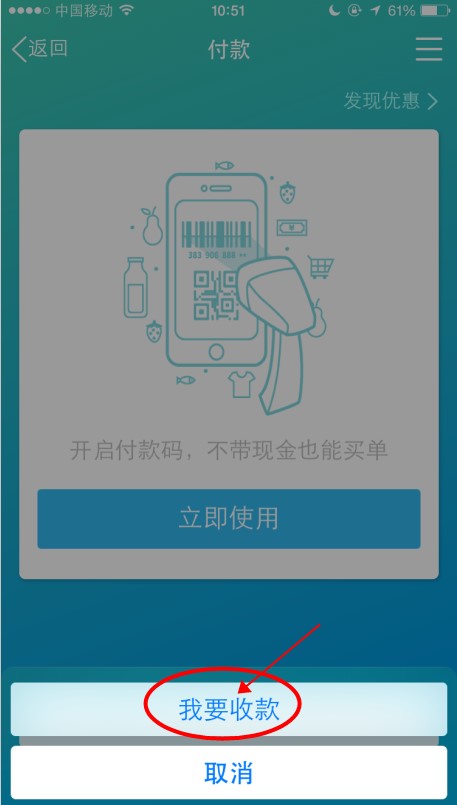 中国移动 10:51 61%
返回 付款
发现优惠
383 906 888 **
开启付款码，不带现金也能买单
立即使用
我要收款
取消